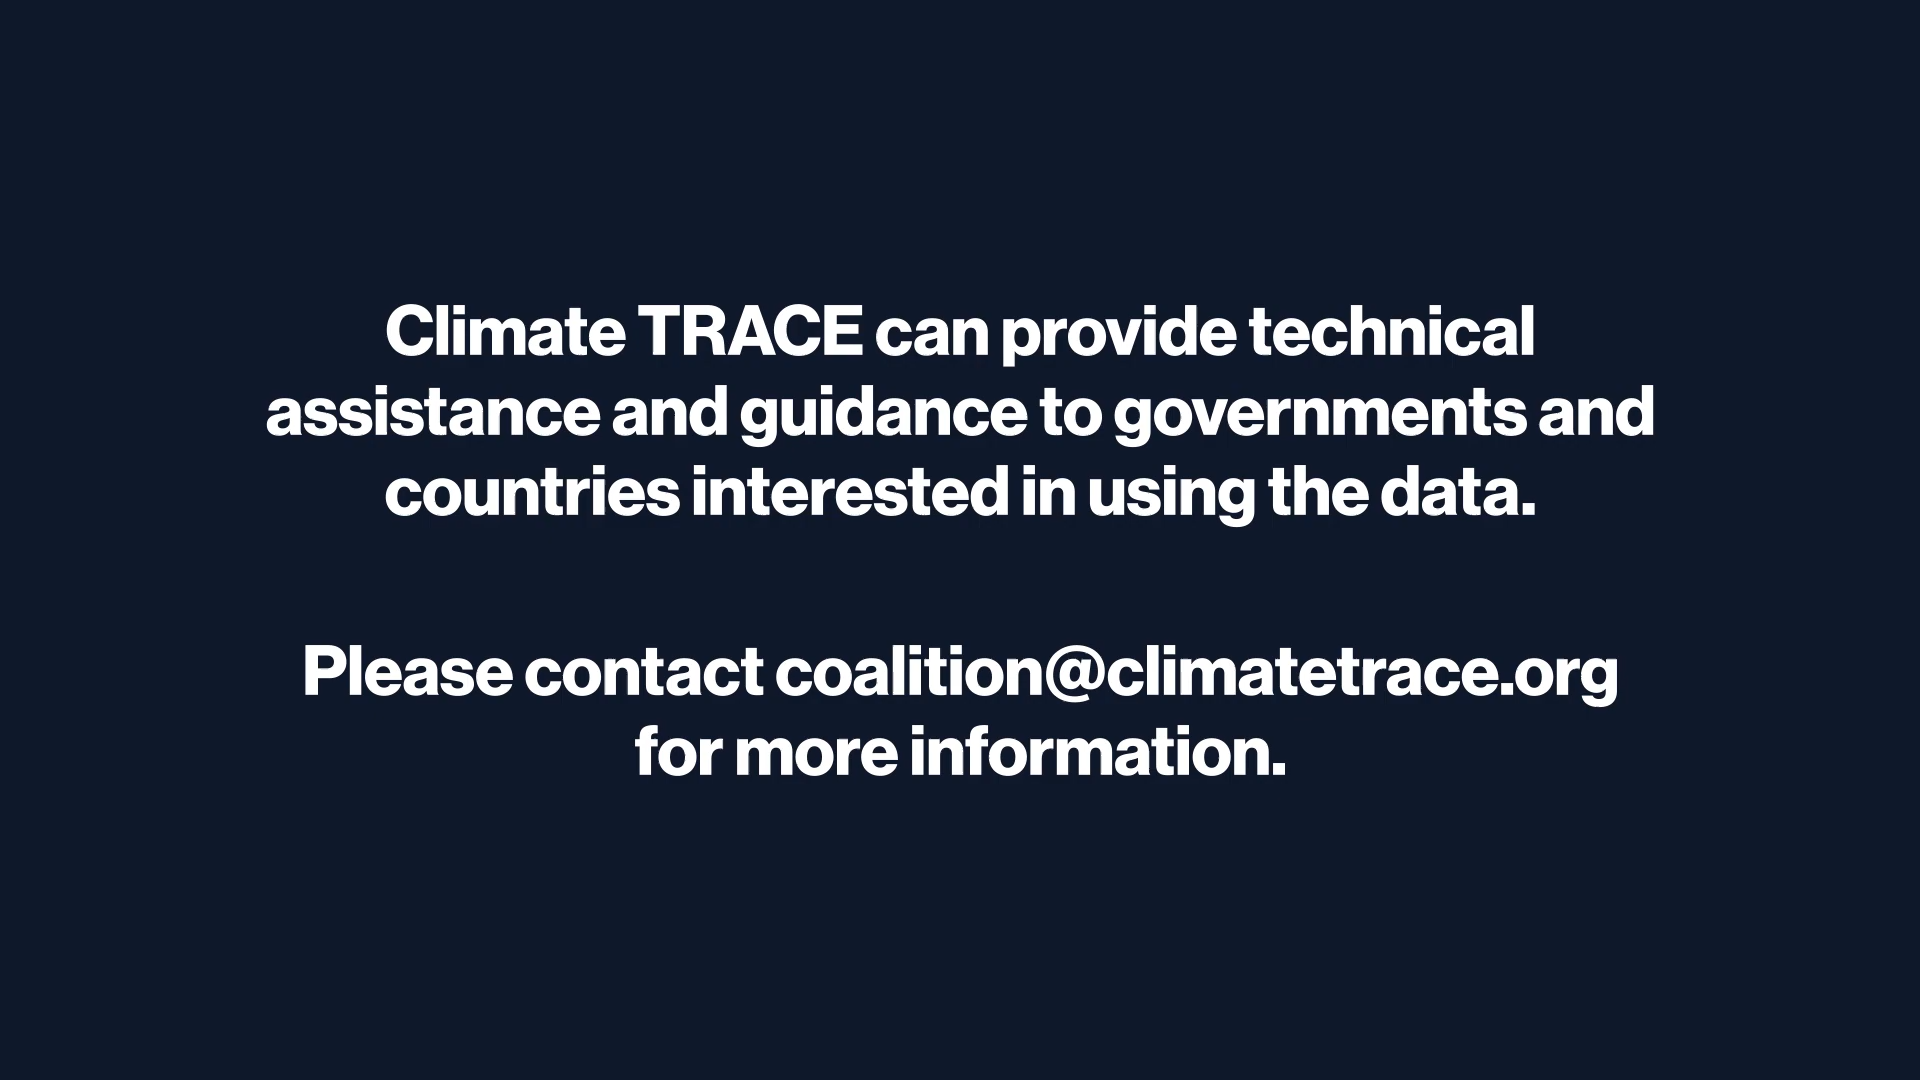 Climate TRACE can provide technical
assistance and guidance to governments and
countries interested in using the data.
Please contact coalition@climatetrace.org
for more information.